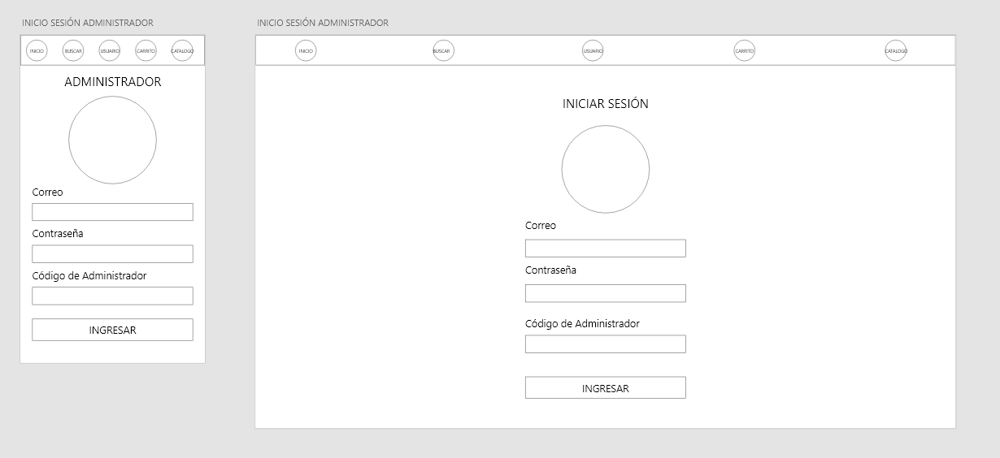 INICIO SESIÓN ADMINISTRADOR
INICIO BUSCAR USUARIO CARRITO CATALOGO
ADMINISTRADOR
Correo
Contraseña
Código de Administrador
INGRESAR
INICIO SESIÓN ADMINISTRADOR
INICIO BUSCAR USUARIO CARRITO CATALOGO
INICIAR SESIÓN
Correo
Contraseña
Código de Administrador
INGRESAR